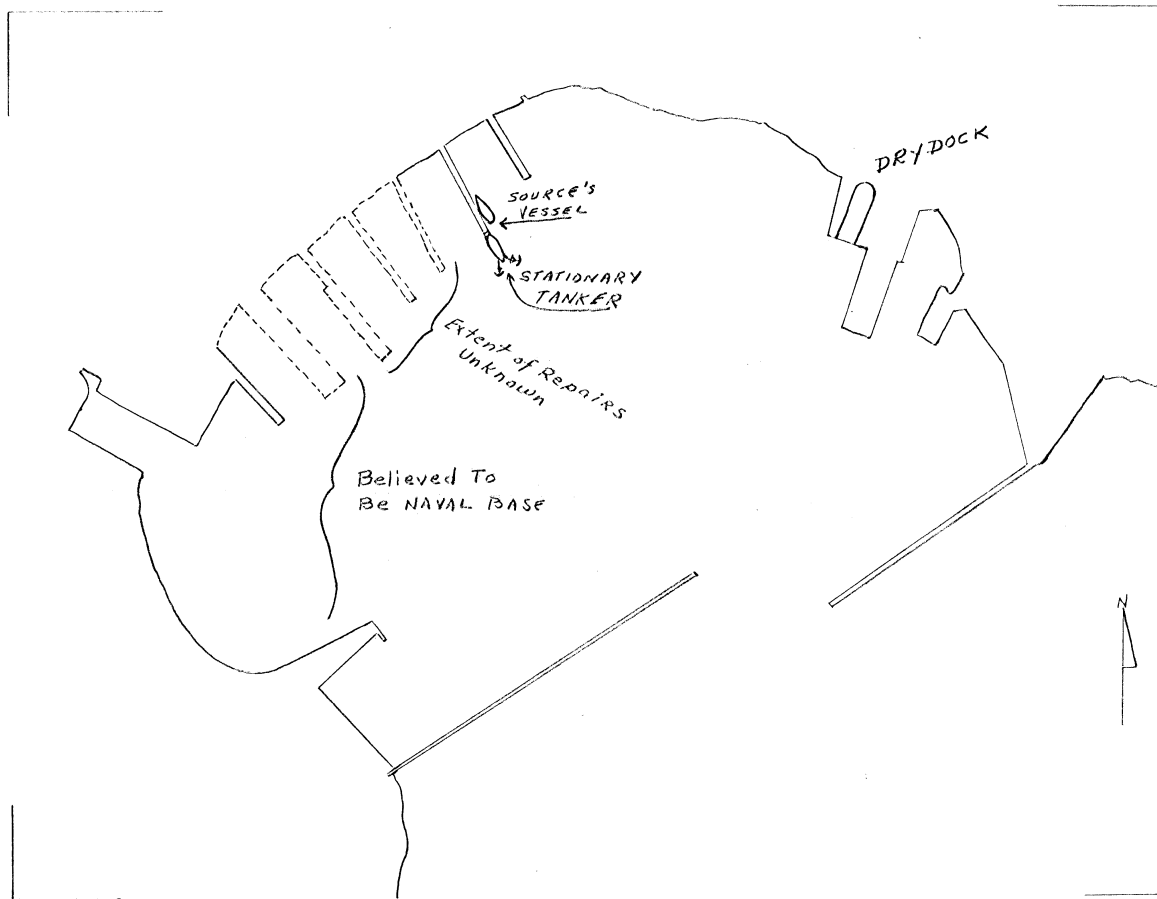 DRYDOCK
SOURCE'S
VESSEL
STATIONARY
TANKER
Extent of Repairs
Unknown
Believed To
Be NAVAL BASE
N